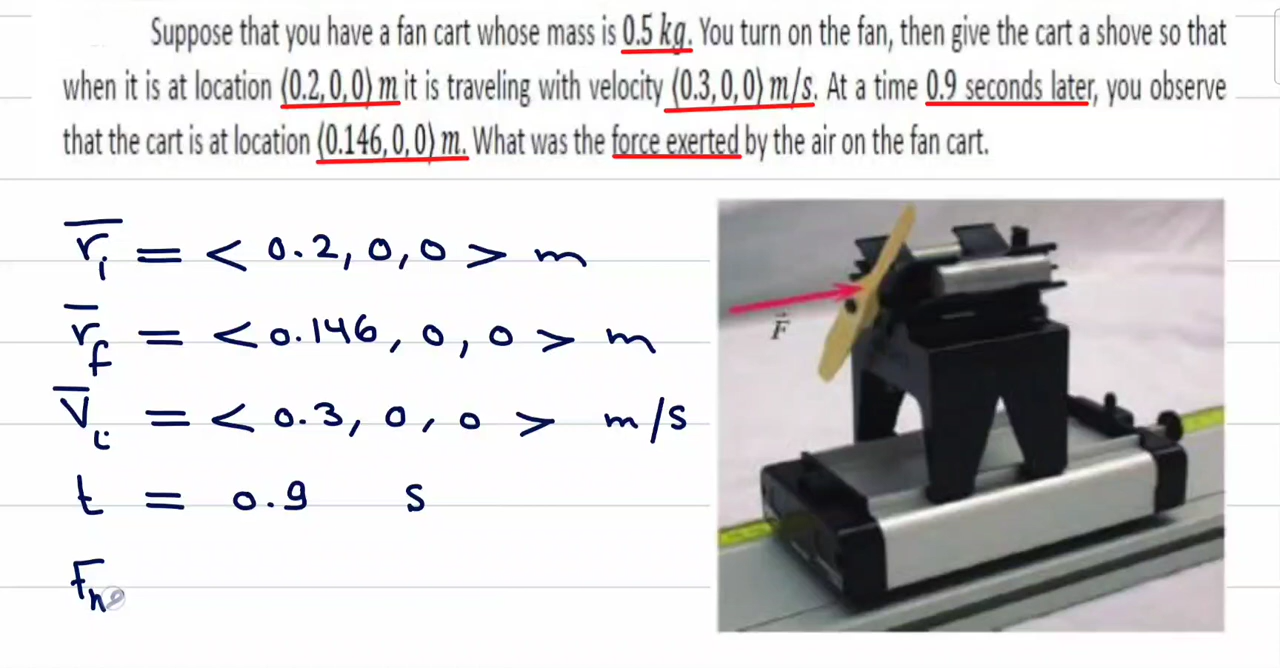 Suppose that you have a fan cart whose mass is 0.5 kg. You turn on the fan, then give the cart a shove so that
when it is at location ⟨0.2,0,0⟩ m it is traveling with velocity ⟨0.3,0,0⟩ m/s. At a time 0.9 seconds later, you observe
that the cart is at location ⟨0.146,0,0⟩ m. What was the force exerted by the air on the fan cart.
r̅i = < 0.2, 0, 0 > m
r̅f = < 0.146, 0, 0 > m
V̅i = < 0.3, 0, 0 > m/s
t = 0.9 s
Fn
F⃗